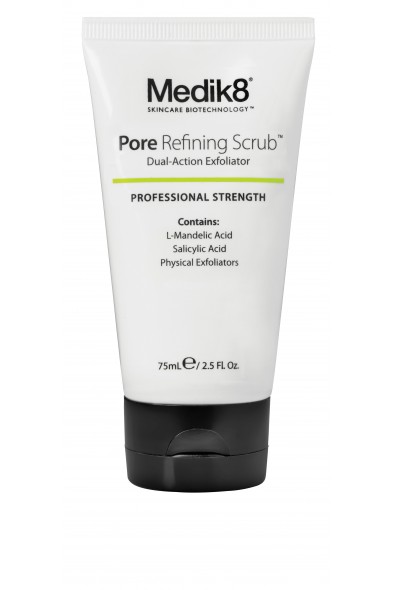 Medik8®
SKINCARE BIOTECHNOLOGY™
Pore Refining Scrub™
Dual-Action Exfoliator
PROFESSIONAL STRENGTH
Contains:
L-Mandelic Acid
Salicylic Acid
Physical Exfoliators
75mL℮/ 2.5 FL Oz.